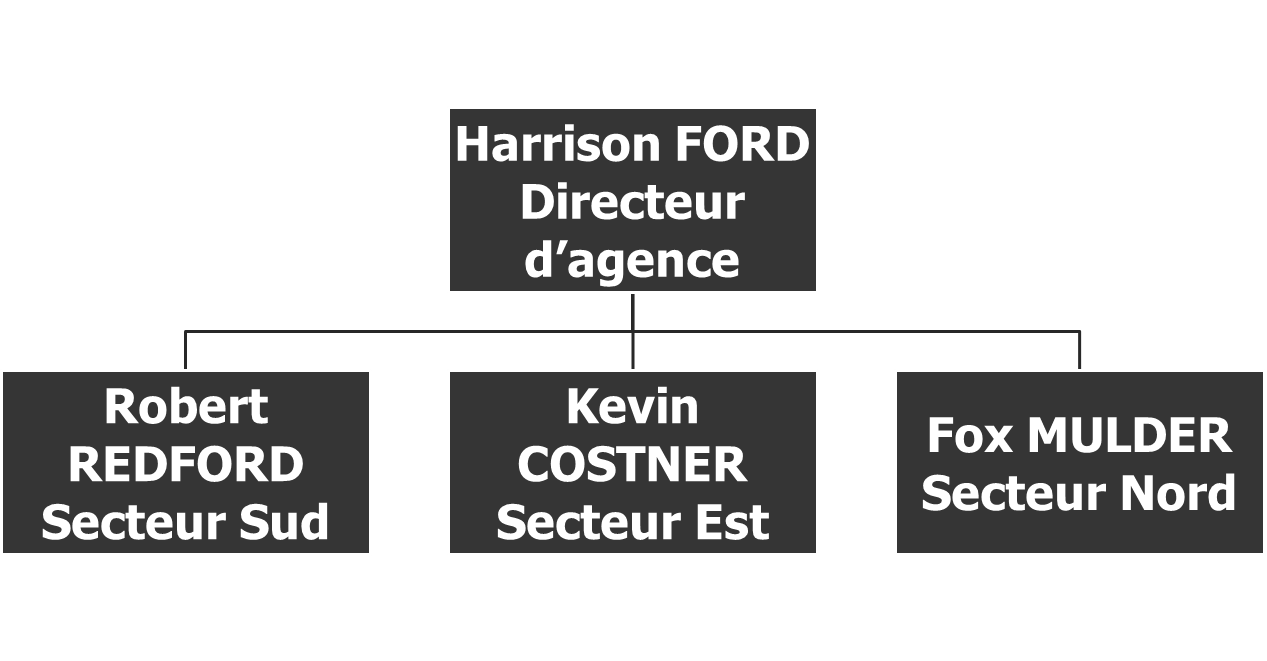 Harrison FORD
Directeur
d’agence
Robert
REDFORD
Secteur Sud
Kevin
COSTNER
Secteur Est
Fox MULDER
Secteur Nord